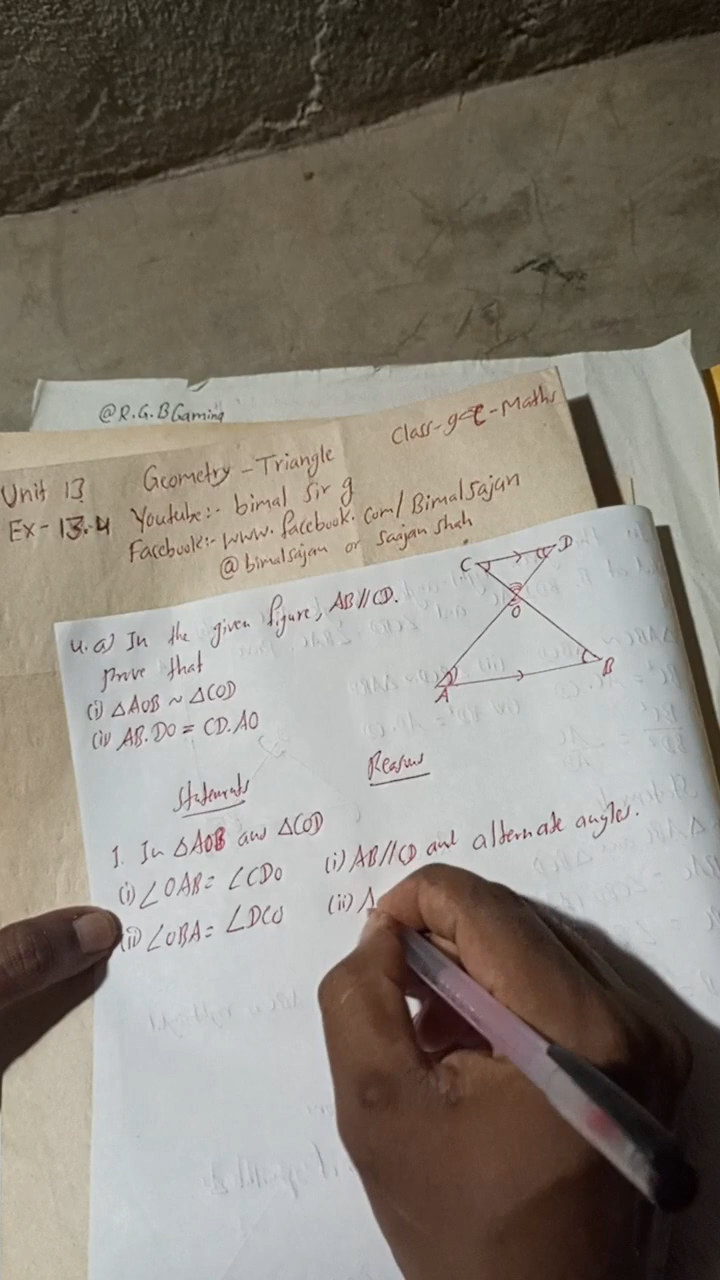 @R.G.B Gaming
Class-9 - Maths
Unit 13 Geometry - Triangle
Ex- 13.4 Youtube:- bimal sir g
Facebook:- www.facebook.com/Bimalsajan
@bimalsajan or saajan shah
4. a) In the given figure, AB//CD.
prove that
(i) ΔAOB ~ ΔCOD
(ii) AB.DO = CD.AO
C D
O
A B
Statements Reasons
1. In ΔAOB and ΔCOD
(i) ∠OAB = ∠CDO (i) AB//CD and alternate angles.
(ii) ∠OBA = ∠DCO (ii) A